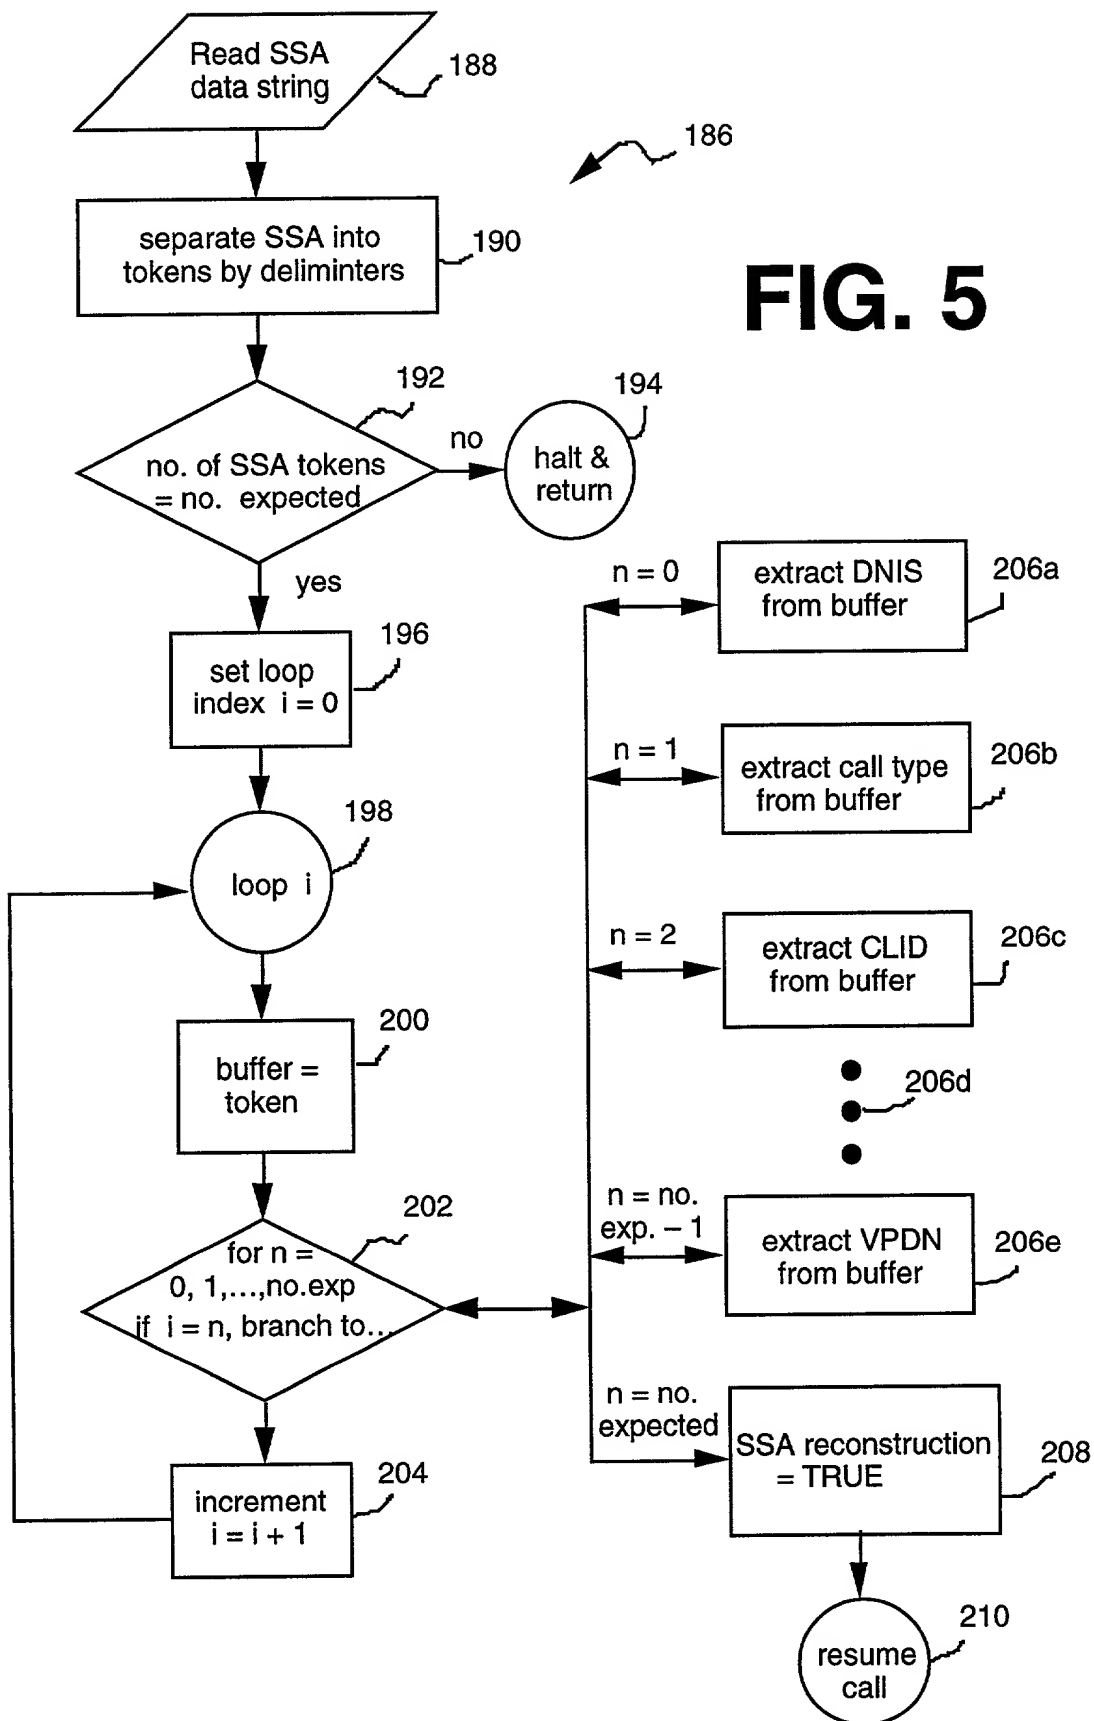 Read SSA
data string
188
186
separate SSA into
tokens by deliminters
190
FIG. 5
192
no. of SSA tokens
= no. expected
no
halt &
return
194
yes
set loop
index i = 0
196
loop i
198
buffer =
token
200
for n =
0, 1,...,no.exp
if i = n, branch to...
202
increment
i = i + 1
204
n = 0
extract DNIS
from buffer
206a
n = 1
extract call type
from buffer
206b
n = 2
extract CLID
from buffer
206c
206d
n = no.
exp. – 1
extract VPDN
from buffer
206e
n = no.
expected
SSA reconstruction
= TRUE
208
resume
call
210